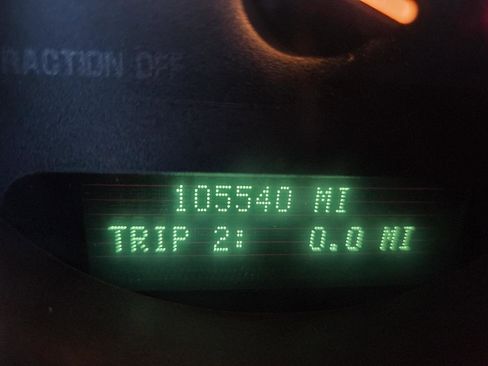 RACTION OFF
105540 MI
TRIP 2: 0.0 MI